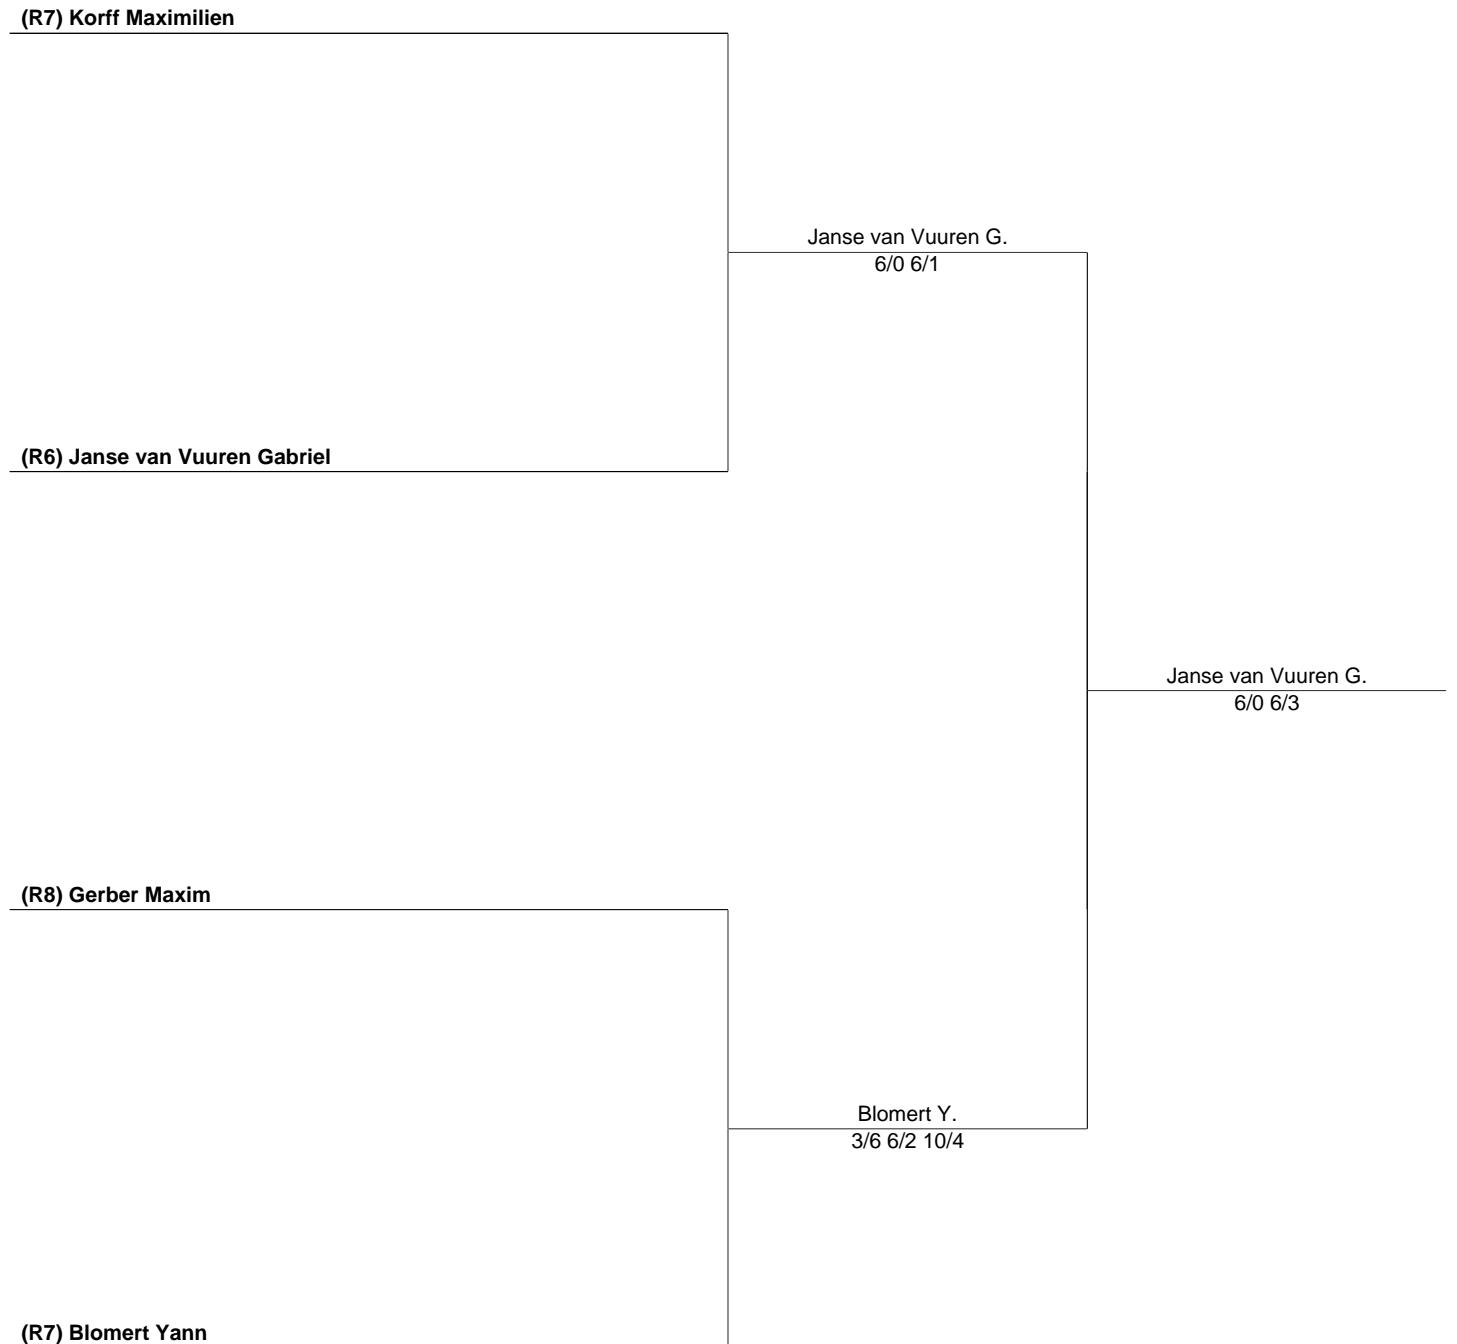 (R7) Korff Maximilien
Janse van Vuuren G.
6/0 6/1
(R6) Janse van Vuuren Gabriel
Janse van Vuuren G.
6/0 6/3
(R8) Gerber Maxim
Blomert Y.
3/6 6/2 10/4
(R7) Blomert Yann